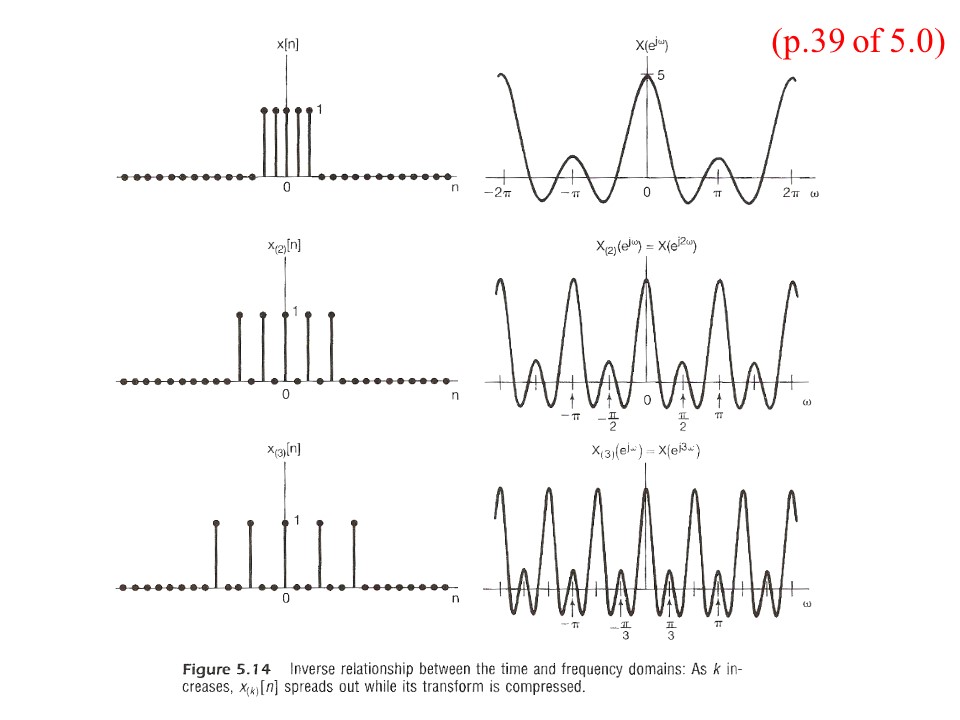 (p.39 of 5.0)
x[n]
1
0
n
X(e^jω)
5
−2π −π 0 π 2π ω
x(2)[n]
1
0
n
X(2)(e^jω) = X(e^j2ω)
−π −π/2 0 π/2 π ω
x(3)[n]
1
0
n
X(3)(e^jω) = X(e^j3ω)
−π −π/3 π/3 π ω
Figure 5.14 Inverse relationship between the time and frequency domains: As k in-
creases, x(k)[n] spreads out while its transform is compressed.